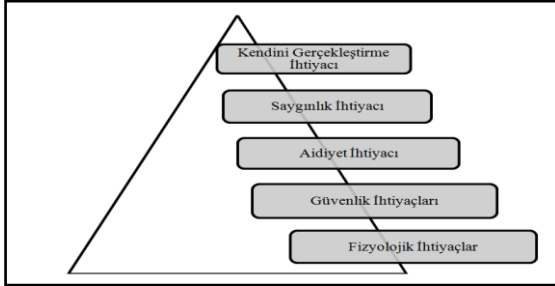 Kendini Gerçekleştirme
İhtiyacı
Saygınlık İhtiyacı
Aidiyet İhtiyacı
Güvenlik İhtiyaçları
Fizyolojik İhtiyaçlar